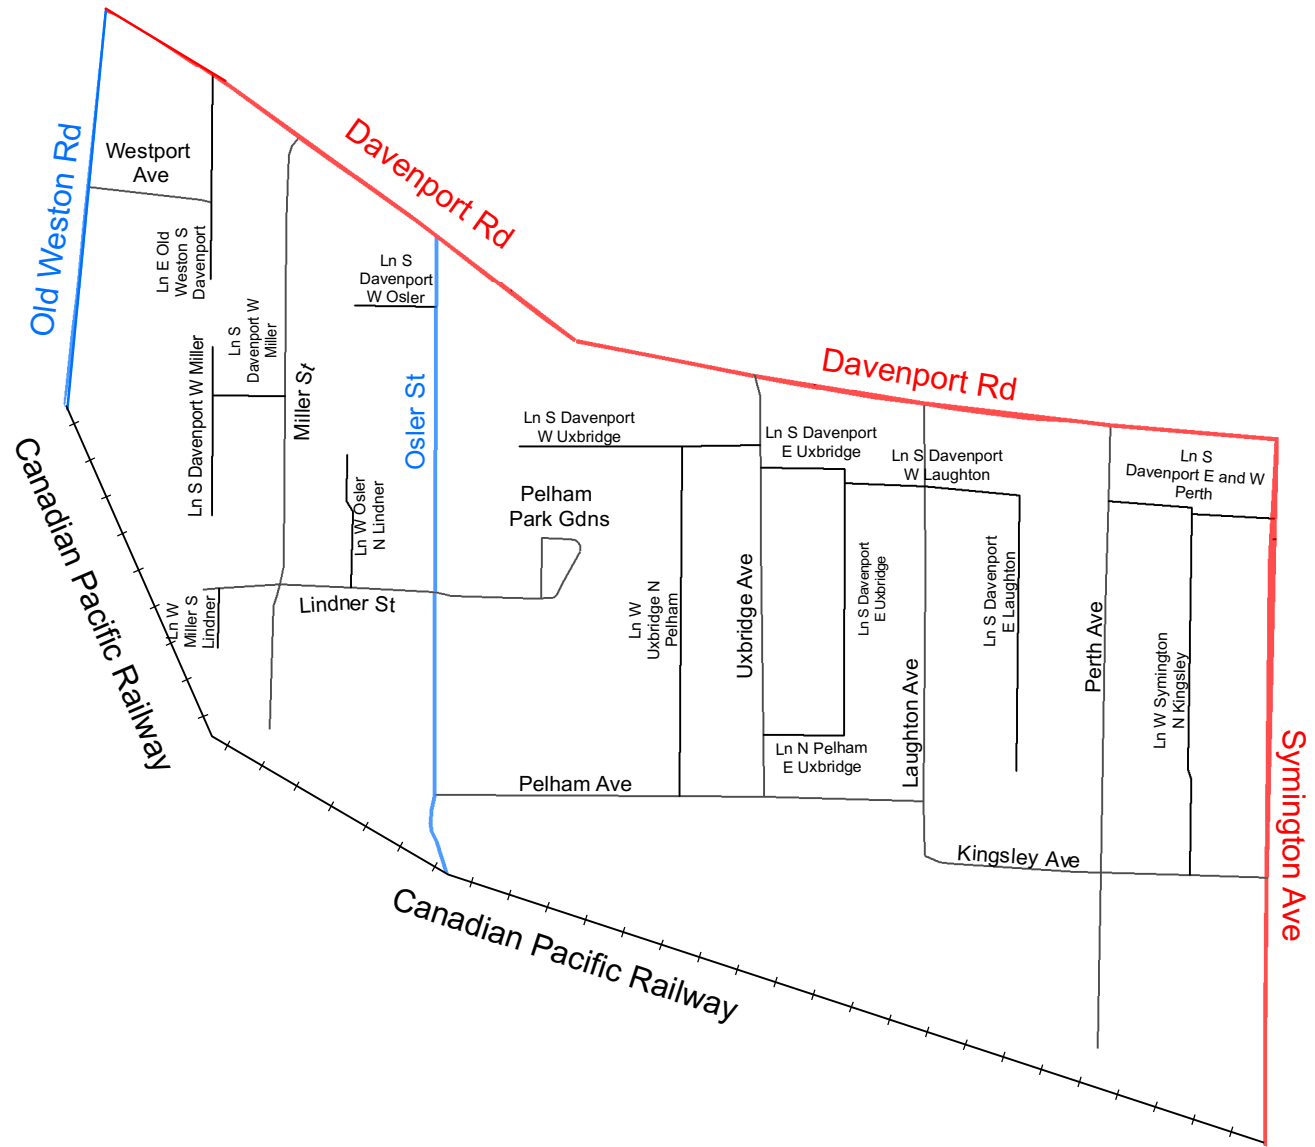 Westport
Ave
Old Weston Rd
Davenport Rd
Ln E Old
Weston S
Davenport
Ln S
Davenport
W Osler
Ln S
Davenport W
Miller
Ln S Davenport W Miller
Miller St
Osler St
Davenport Rd
Ln S Davenport
W Uxbridge
Ln S Davenport
E Uxbridge
Ln S Davenport
W Laughton
Ln S
Davenport E and W
Perth
Canadian Pacific Railway
Ln W Osler
N Lindner
Pelham
Park Gdns
Lindner St
Ln W
Miller S
Lindner
Ln W
Uxbridge N
Pelham
Uxbridge Ave
Ln S Davenport
E Uxbridge
Ln S Davenport
E Laughton
Perth Ave
Ln W Symington
N Kingsley
Laughton Ave
Ln N Pelham
E Uxbridge
Pelham Ave
Symington Ave
Kingsley Ave
Canadian Pacific Railway